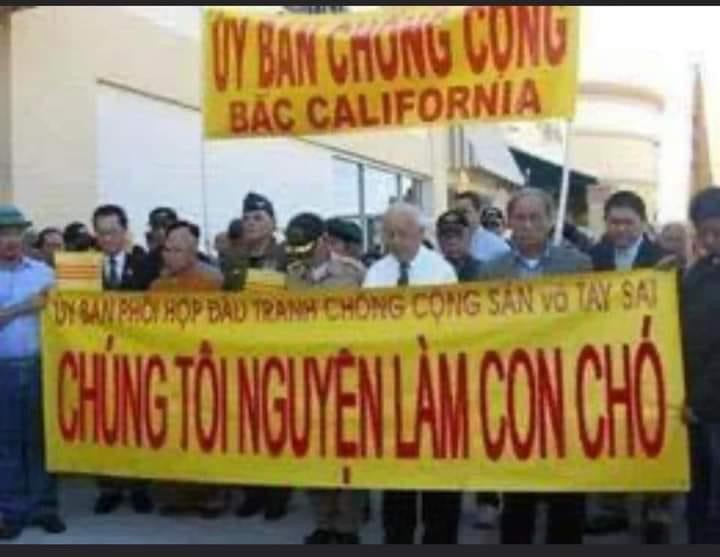 ỦY BAN CHỐNG CỘNG
BẮC CALIFORNIA
ỦY BAN PHỐI HỢP ĐẤU TRANH CHỐNG CỘNG SẢN và TAY SAI
CHÚNG TÔI NGUYỆN LÀM CON CHÓ